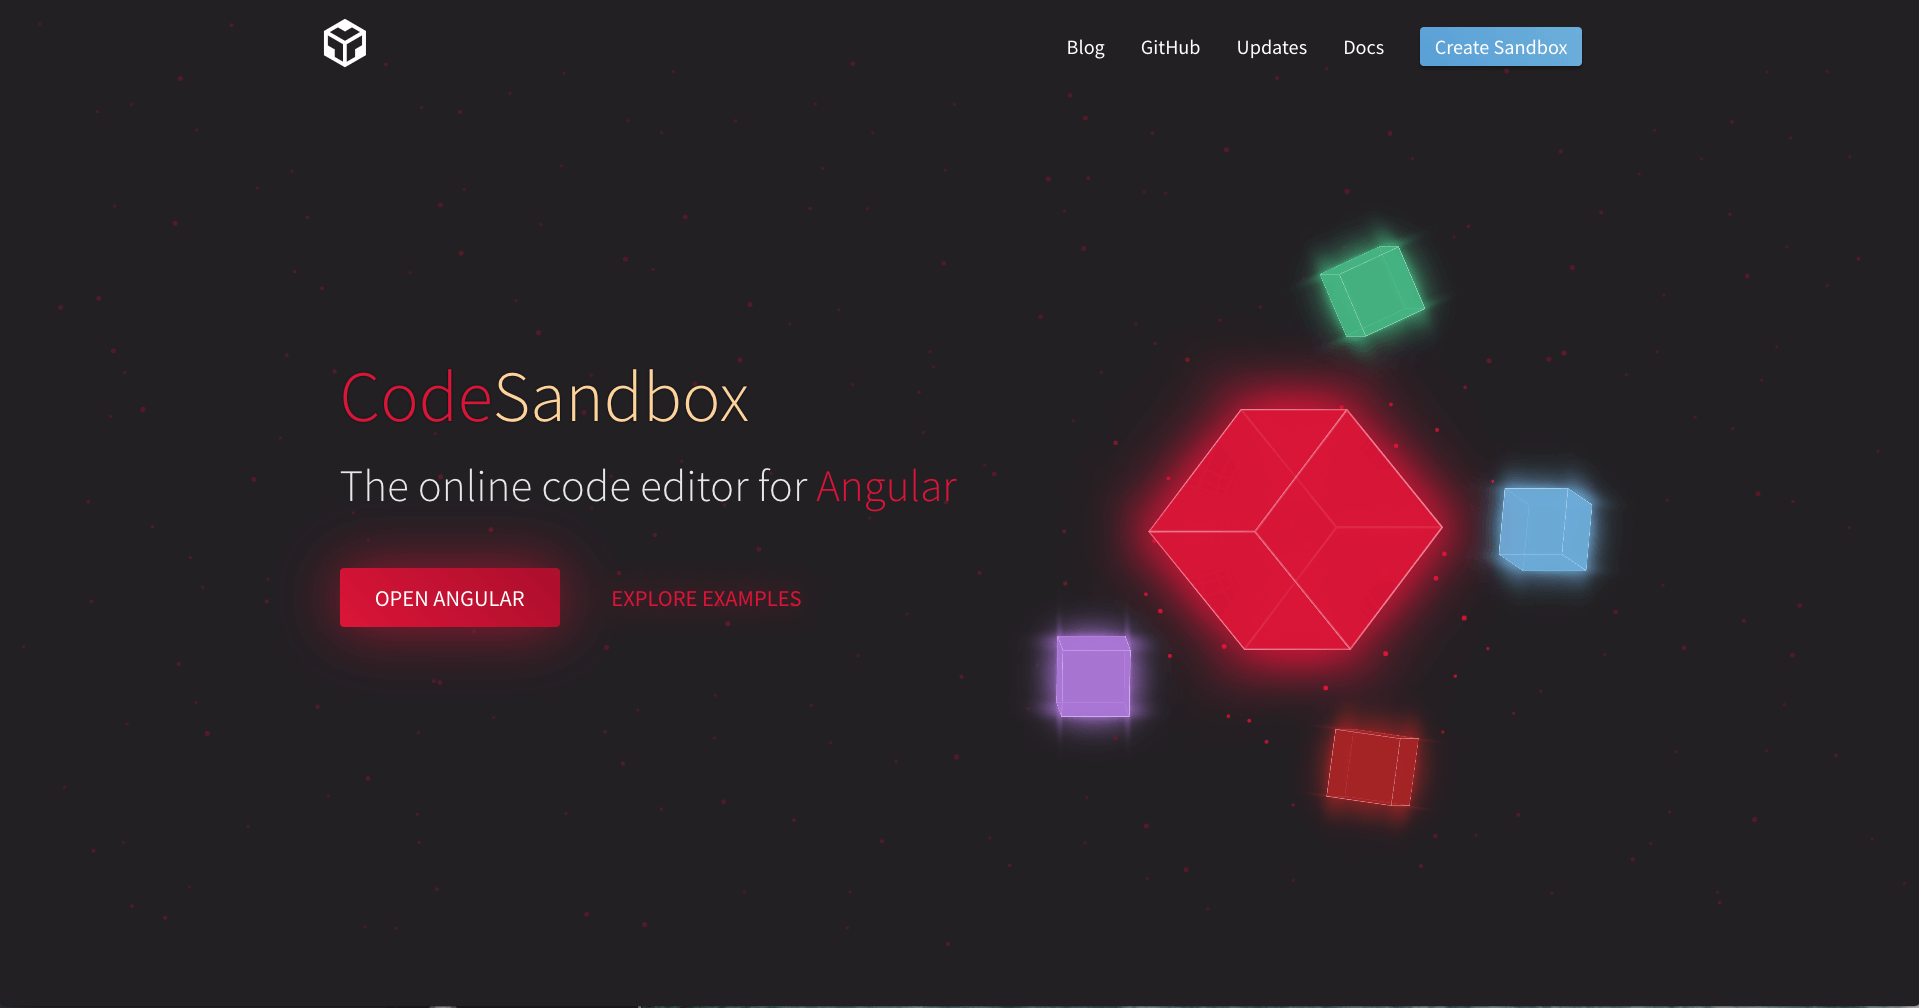 Blog GitHub Updates Docs Create Sandbox
CodeSandbox
The online code editor for Angular
OPEN ANGULAR EXPLORE EXAMPLES